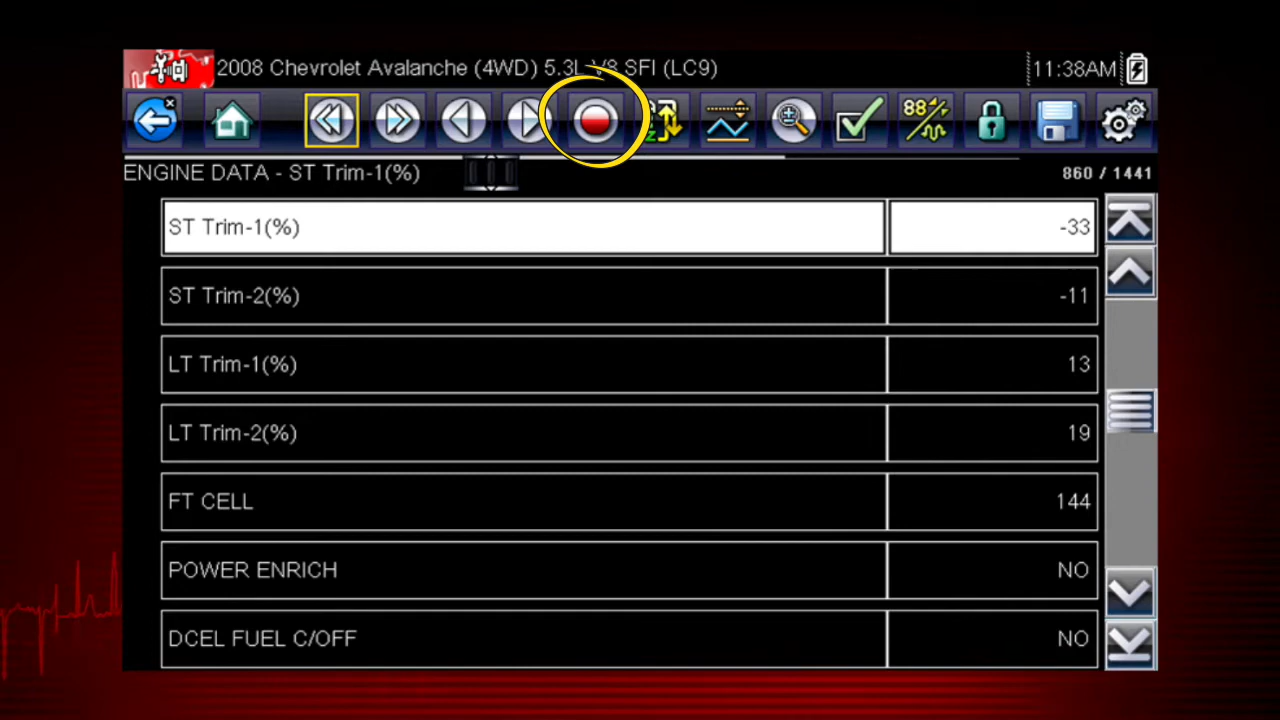 2008 Chevrolet Avalanche (4WD) 5.3L V8 SFI (LC9) 11:38AM
88
ENGINE DATA - ST Trim-1(%) 860 / 1441
ST Trim-1(%) -33
ST Trim-2(%) -11
LT Trim-1(%) 13
LT Trim-2(%) 19
FT CELL 144
POWER ENRICH NO
DCEL FUEL C/OFF NO